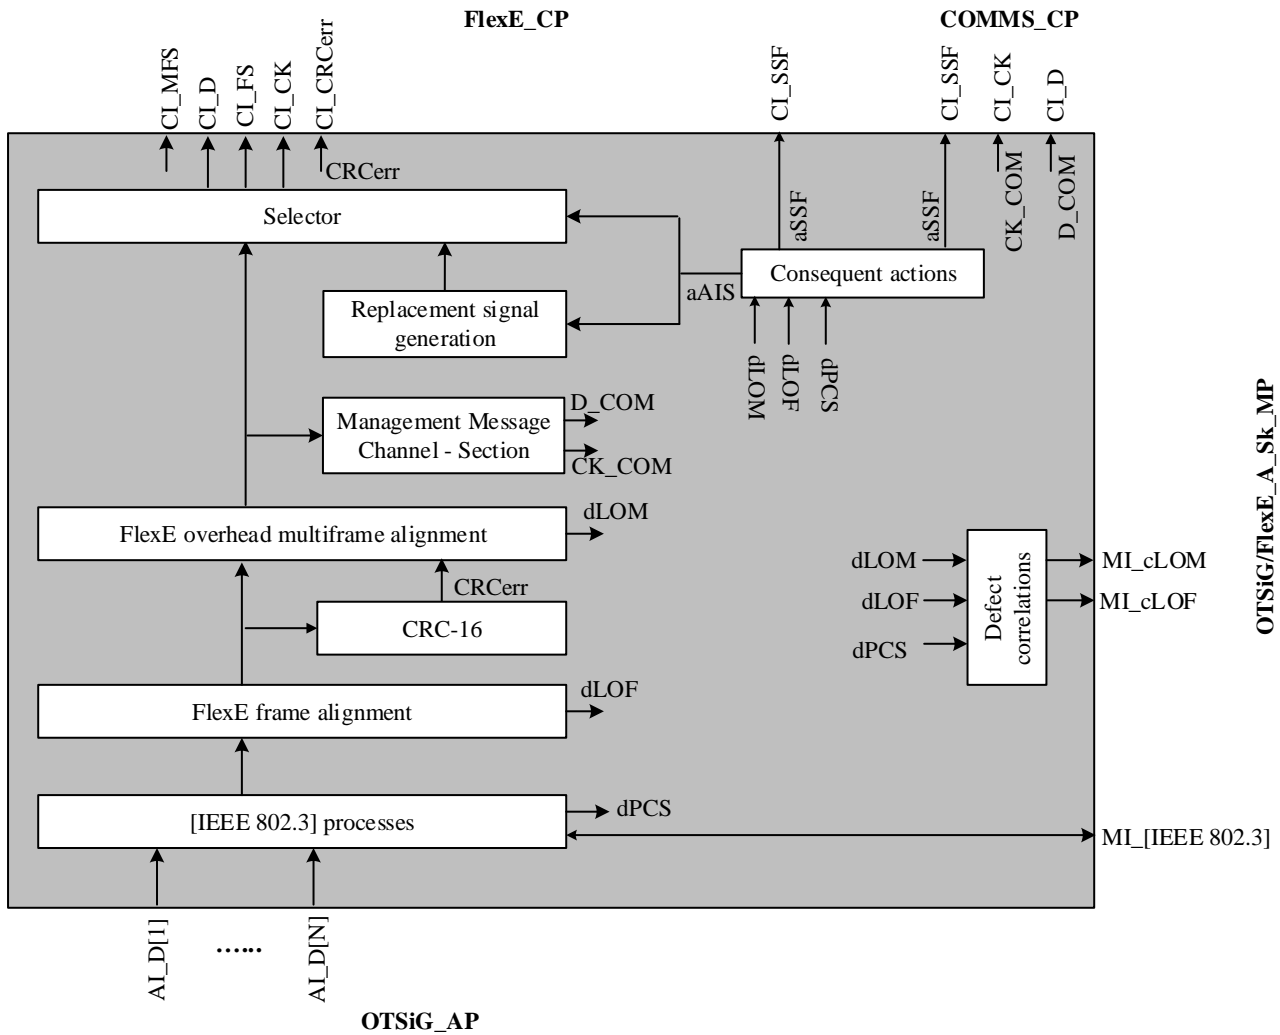 FlexE_CP
COMMS_CP
CI_MFS
CI_D
CI_FS
CI_CK
CI_CRCerr
CI_SSF
CI_SSF
CI_CK
CI_D
CRCerr
aSSF
aSSF
CK_COM
D_COM
Selector
Consequent actions
aAIS
Replacement signal
generation
dLOM
dLOF
dPCS
Management Message
Channel - Section
D_COM
CK_COM
FlexE overhead multiframe alignment
dLOM
CRCerr
CRC-16
dLOM
dLOF
dPCS
Defect
correlations
MI_cLOM
MI_cLOF
OTSiG/FlexE_A_Sk_MP
FlexE frame alignment
dLOF
[IEEE 802.3] processes
dPCS
MI_[IEEE 802.3]
AI_D[1]
......
AI_D[N]
OTSiG_AP